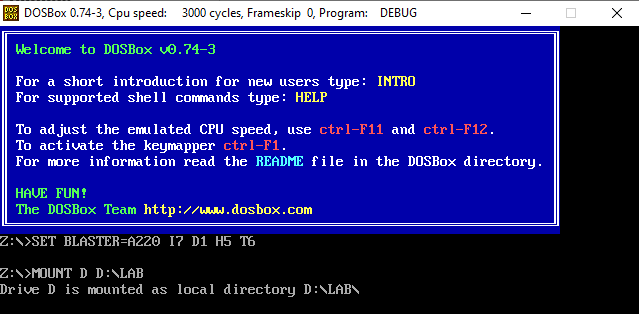 DOSBox 0.74-3, Cpu speed: 3000 cycles, Frameskip 0, Program: DEBUG
DOS BOX
Welcome to DOSBox v0.74-3
For a short introduction for new users type: INTRO
For supported shell commands type: HELP
To adjust the emulated CPU speed, use ctrl-F11 and ctrl-F12.
To activate the keymapper ctrl-F1.
For more information read the README file in the DOSBox directory.
HAVE FUN!
The DOSBox Team http://www.dosbox.com
Z:\>SET BLASTER=A220 I7 D1 H5 T6
Z:\>MOUNT D D:\LAB
Drive D is mounted as local directory D:\LAB\